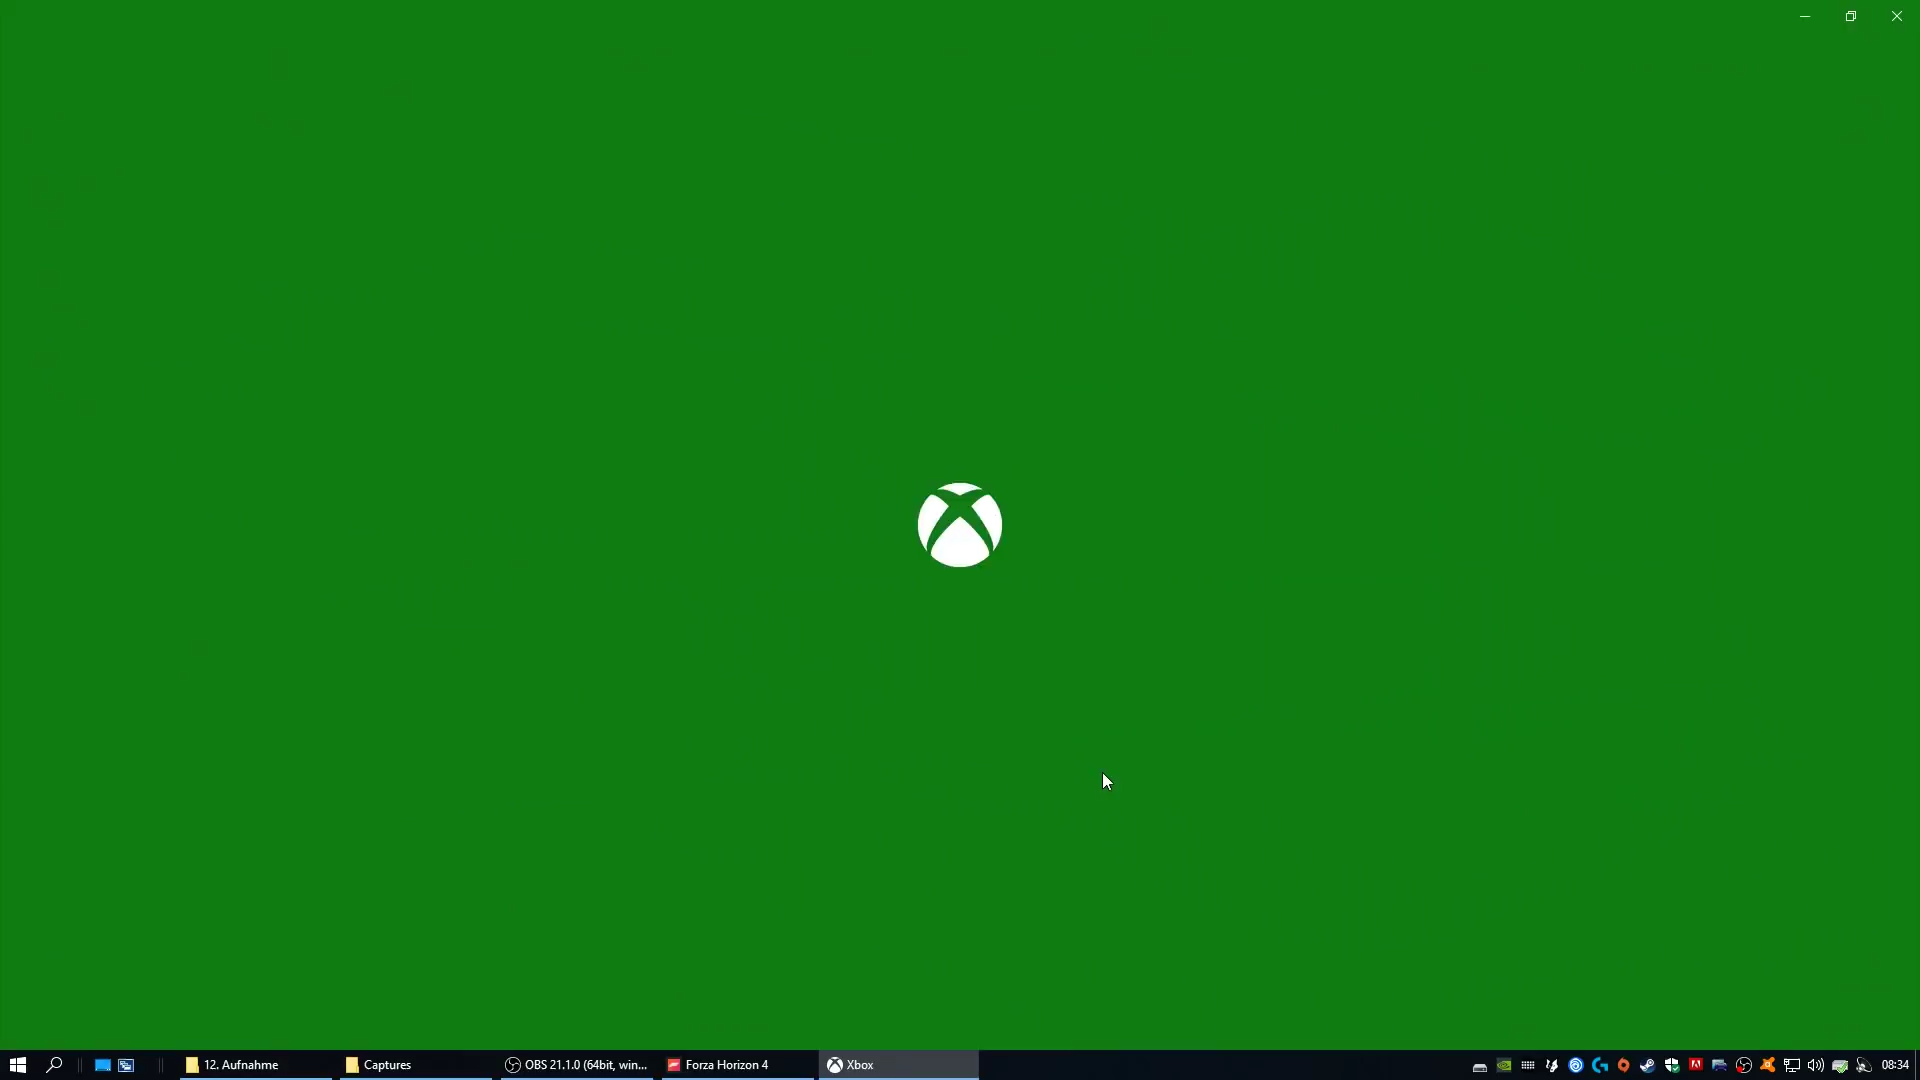 12. Aufnahme
Captures
OBS 21.1.0 (64bit, win...
Forza Horizon 4
Xbox
08:34